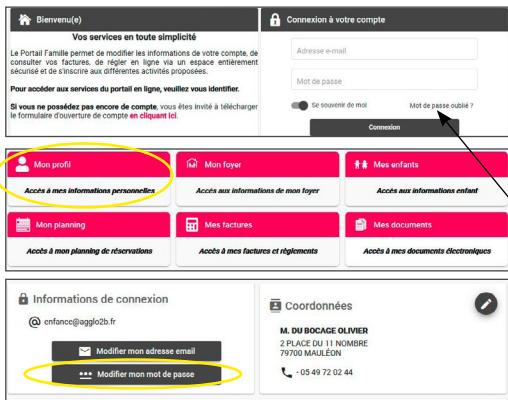 Bienvenu(e)
Vos services en toute simplicité
Le Portail Famille permet de modifier les informations de votre compte, de
consulter vos factures, de régler en ligne via un espace entièrement
sécurisé et de s'inscrire aux différentes activités proposées.
Pour accéder aux services du portail en ligne, veuillez vous identifier.
Si vous ne possédez pas encore de compte, vous êtes invité à télécharger
le formulaire d'ouverture de compte en cliquant ici.
Connexion à votre compte
Adresse e-mail
Mot de passe
Se souvenir de moi
Mot de passe oublié ?
Connexion
Mon profil
Accès à mes informations personnelles
Mon foyer
Accès aux informations de mon foyer
Mes enfants
Accès aux informations enfant
Mon planning
Accès à mon planning de réservations
Mes factures
Accès à mes factures et règlements
Mes documents
Accès à mes documents électroniques
Informations de connexion
@ enfance@agglo2b.fr
Modifier mon adresse email
Modifier mon mot de passe
Coordonnées
M. DU BOCAGE OLIVIER
2 PLACE DU 11 NOMBRE
79700 MAULÉON
- 05 49 72 02 44